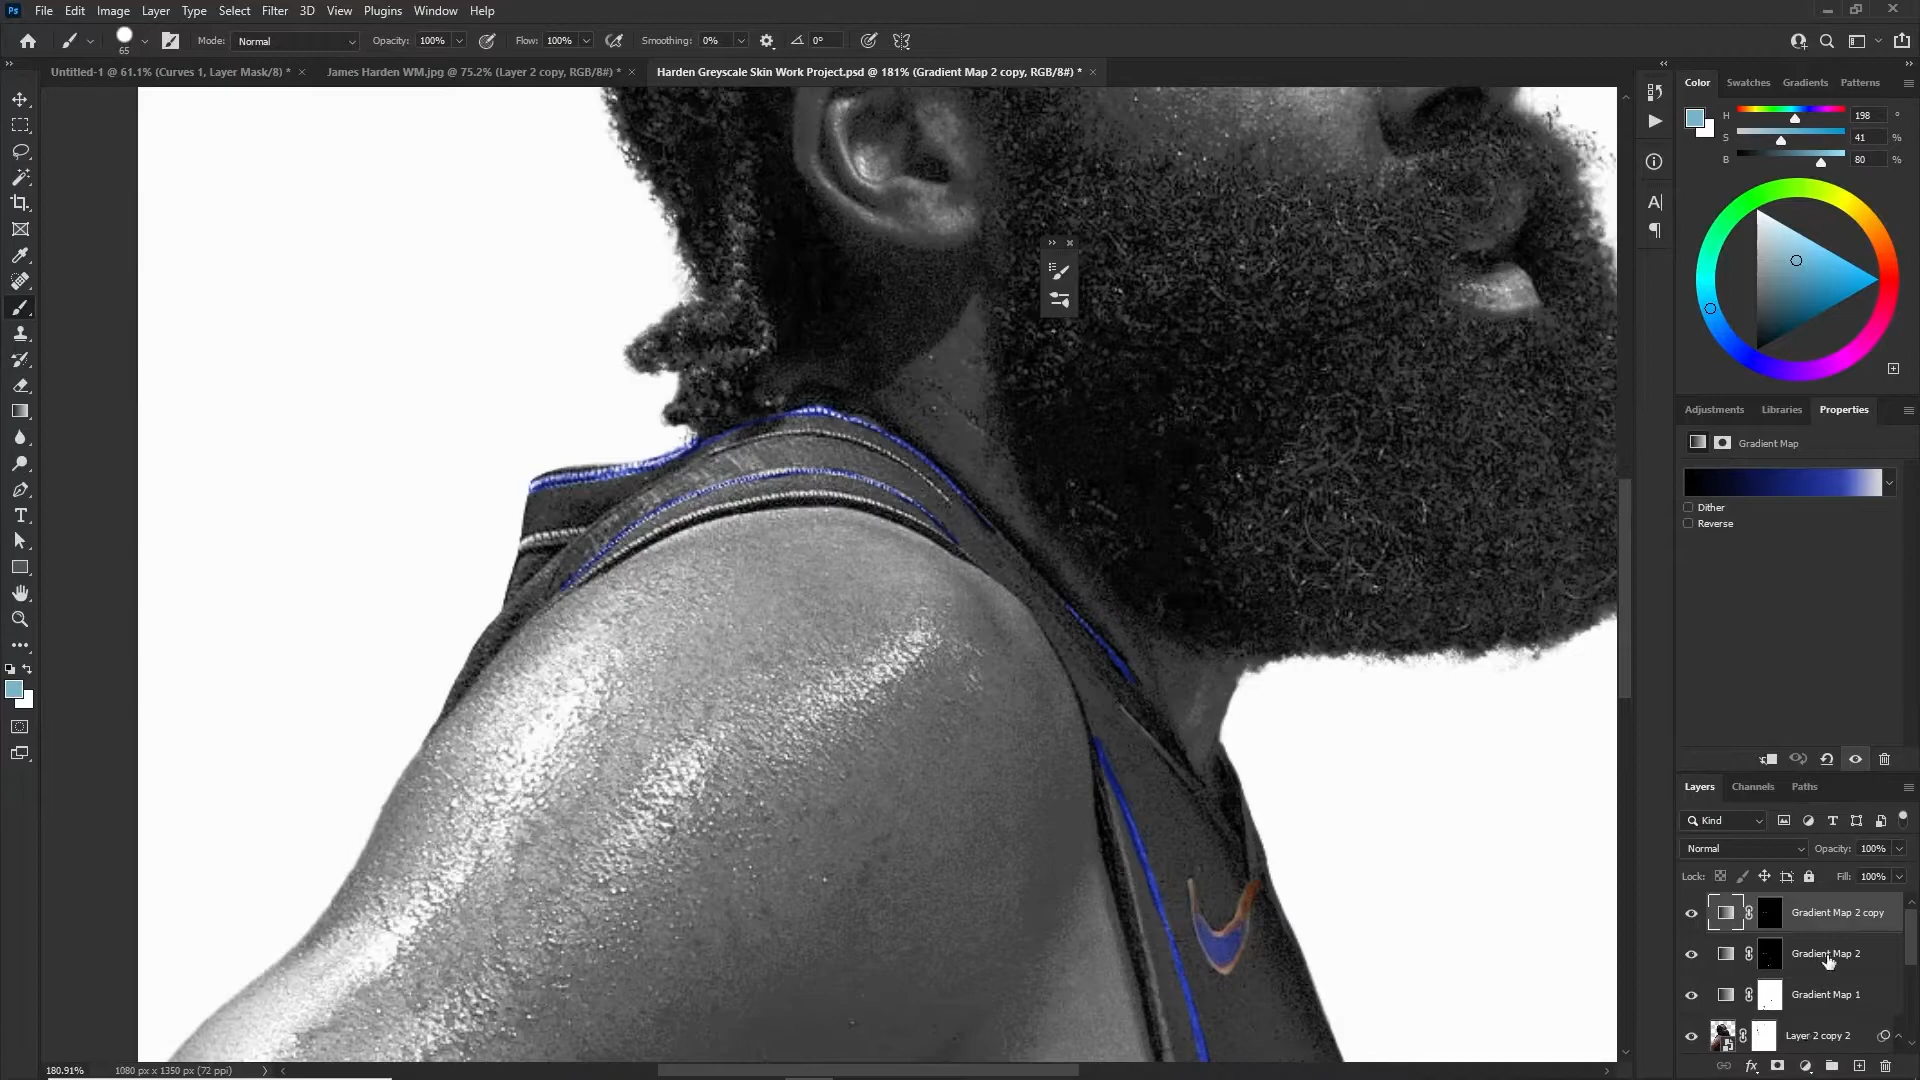 Ps File Edit Image Layer Type Select Filter 3D View Plugins Window Help
65 Mode: Normal Opacity: 100% Flow: 100% Smoothing: 0% 0°
Untitled-1 @ 61.1% (Curves 1, Layer Mask/8) * × James Harden WM.jpg @ 75.2% (Layer 2 copy, RGB/8#) * × Harden Greyscale Skin Work Project.psd @ 181% (Gradient Map 2 copy, RGB/8#) * ×
Color Swatches Gradients Patterns
H 198 °
S 41 %
B 80 %
Adjustments Libraries Properties
Gradient Map
Dither
Reverse
Layers Channels Paths
Kind
Normal Opacity: 100%
Lock: Fill: 100%
Gradient Map 2 copy
Gradient Map 2
Gradient Map 1
Layer 2 copy 2
fx
180.91% 1080 px x 1350 px (72 ppi)